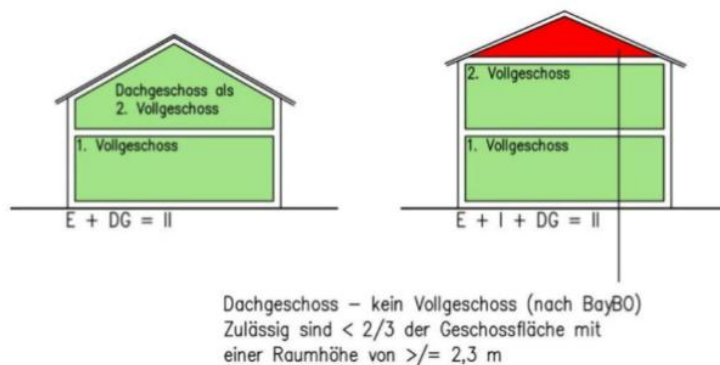 Dachgeschoss als
2. Vollgeschoss
1. Vollgeschoss
E + DG = II
2. Vollgeschoss
1. Vollgeschoss
E + I + DG = II
Dachgeschoss – kein Vollgeschoss (nach BayBO)
Zulässig sind < 2/3 der Geschossfläche mit
einer Raumhöhe von >/= 2,3 m